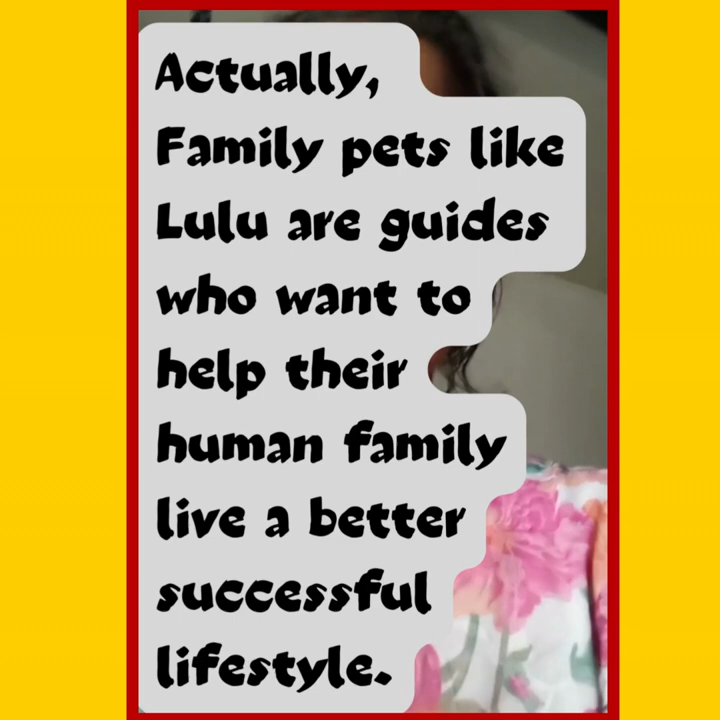 Actually,
Family pets like
Lulu are guides
who want to
help their
human family
live a better
successful
lifestyle.